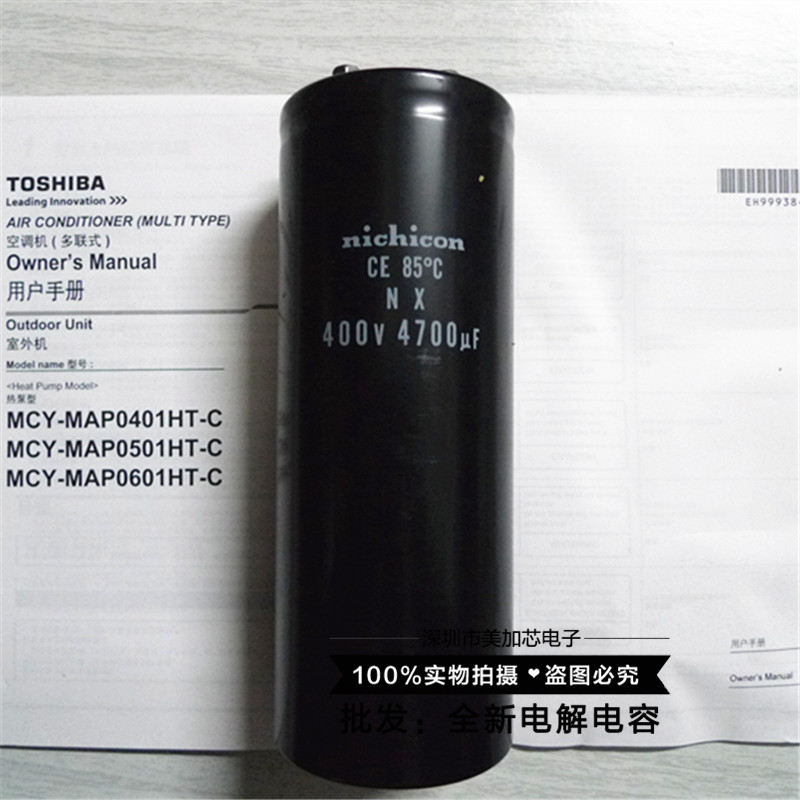 TOSHIBA
Leading Innovation >>>
AIR CONDITIONER (MULTI TYPE)
空调机 ( 多联式 )
Owner's Manual
用户手册
Outdoor Unit
室外机
Model name 型号 :
<Heat Pump Model>
热泵型
MCY-MAP0401HT-C
MCY-MAP0501HT-C
MCY-MAP0601HT-C
nichicon
CE 85°C
N X
400V 4700µF
EH999384
用户手册
Owner's Manual
深圳市美加芯电子
100%实物拍摄 ❤ 盗图必究
批发：全新电解电容